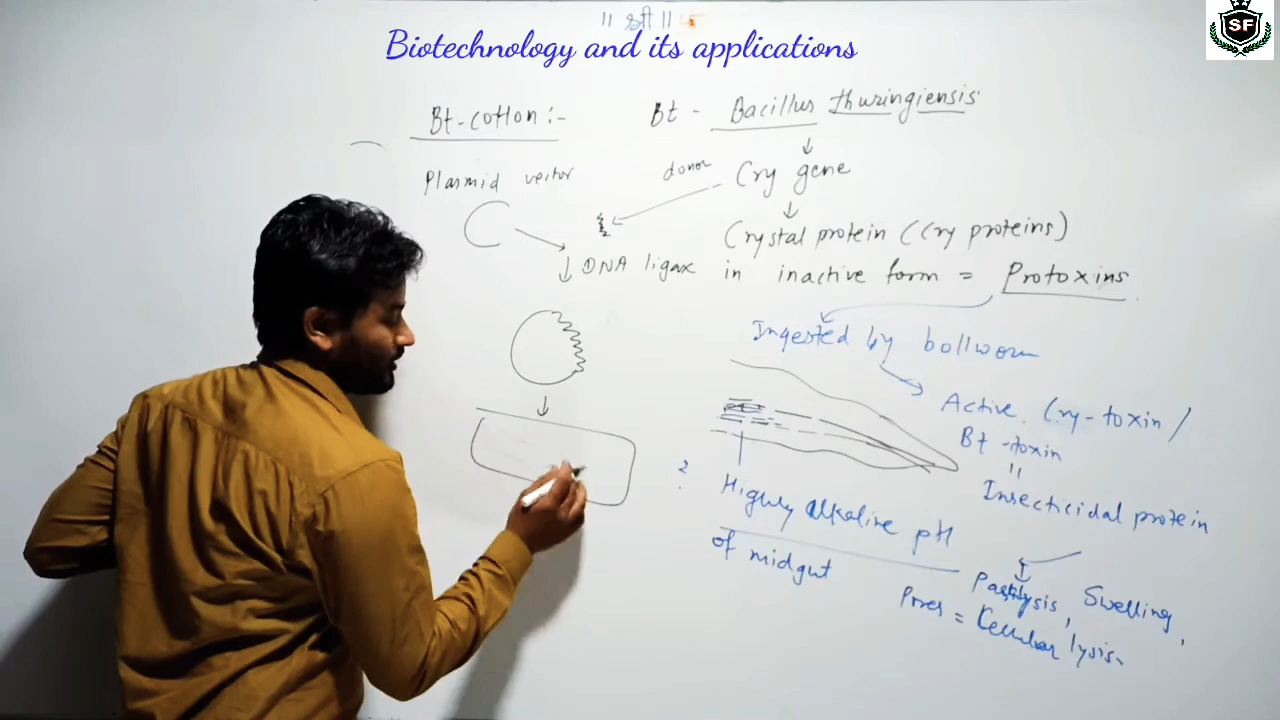 ॥ श्री ॥
SF
Biotechnology and its applications
Bt-cotton:-
Bt - Bacillus thuringiensis
Plasmid vector
donor
Cry gene
Crystal protein (Cry proteins)
DNA ligase
in inactive form = Protoxins
Ingested by bollworm
Active Cry-toxin /
Bt-toxin
"
Insecticidal protein
?
Highly alkaline pH
of midgut
Paralysis, Swelling,
Pores = Cellular lysis